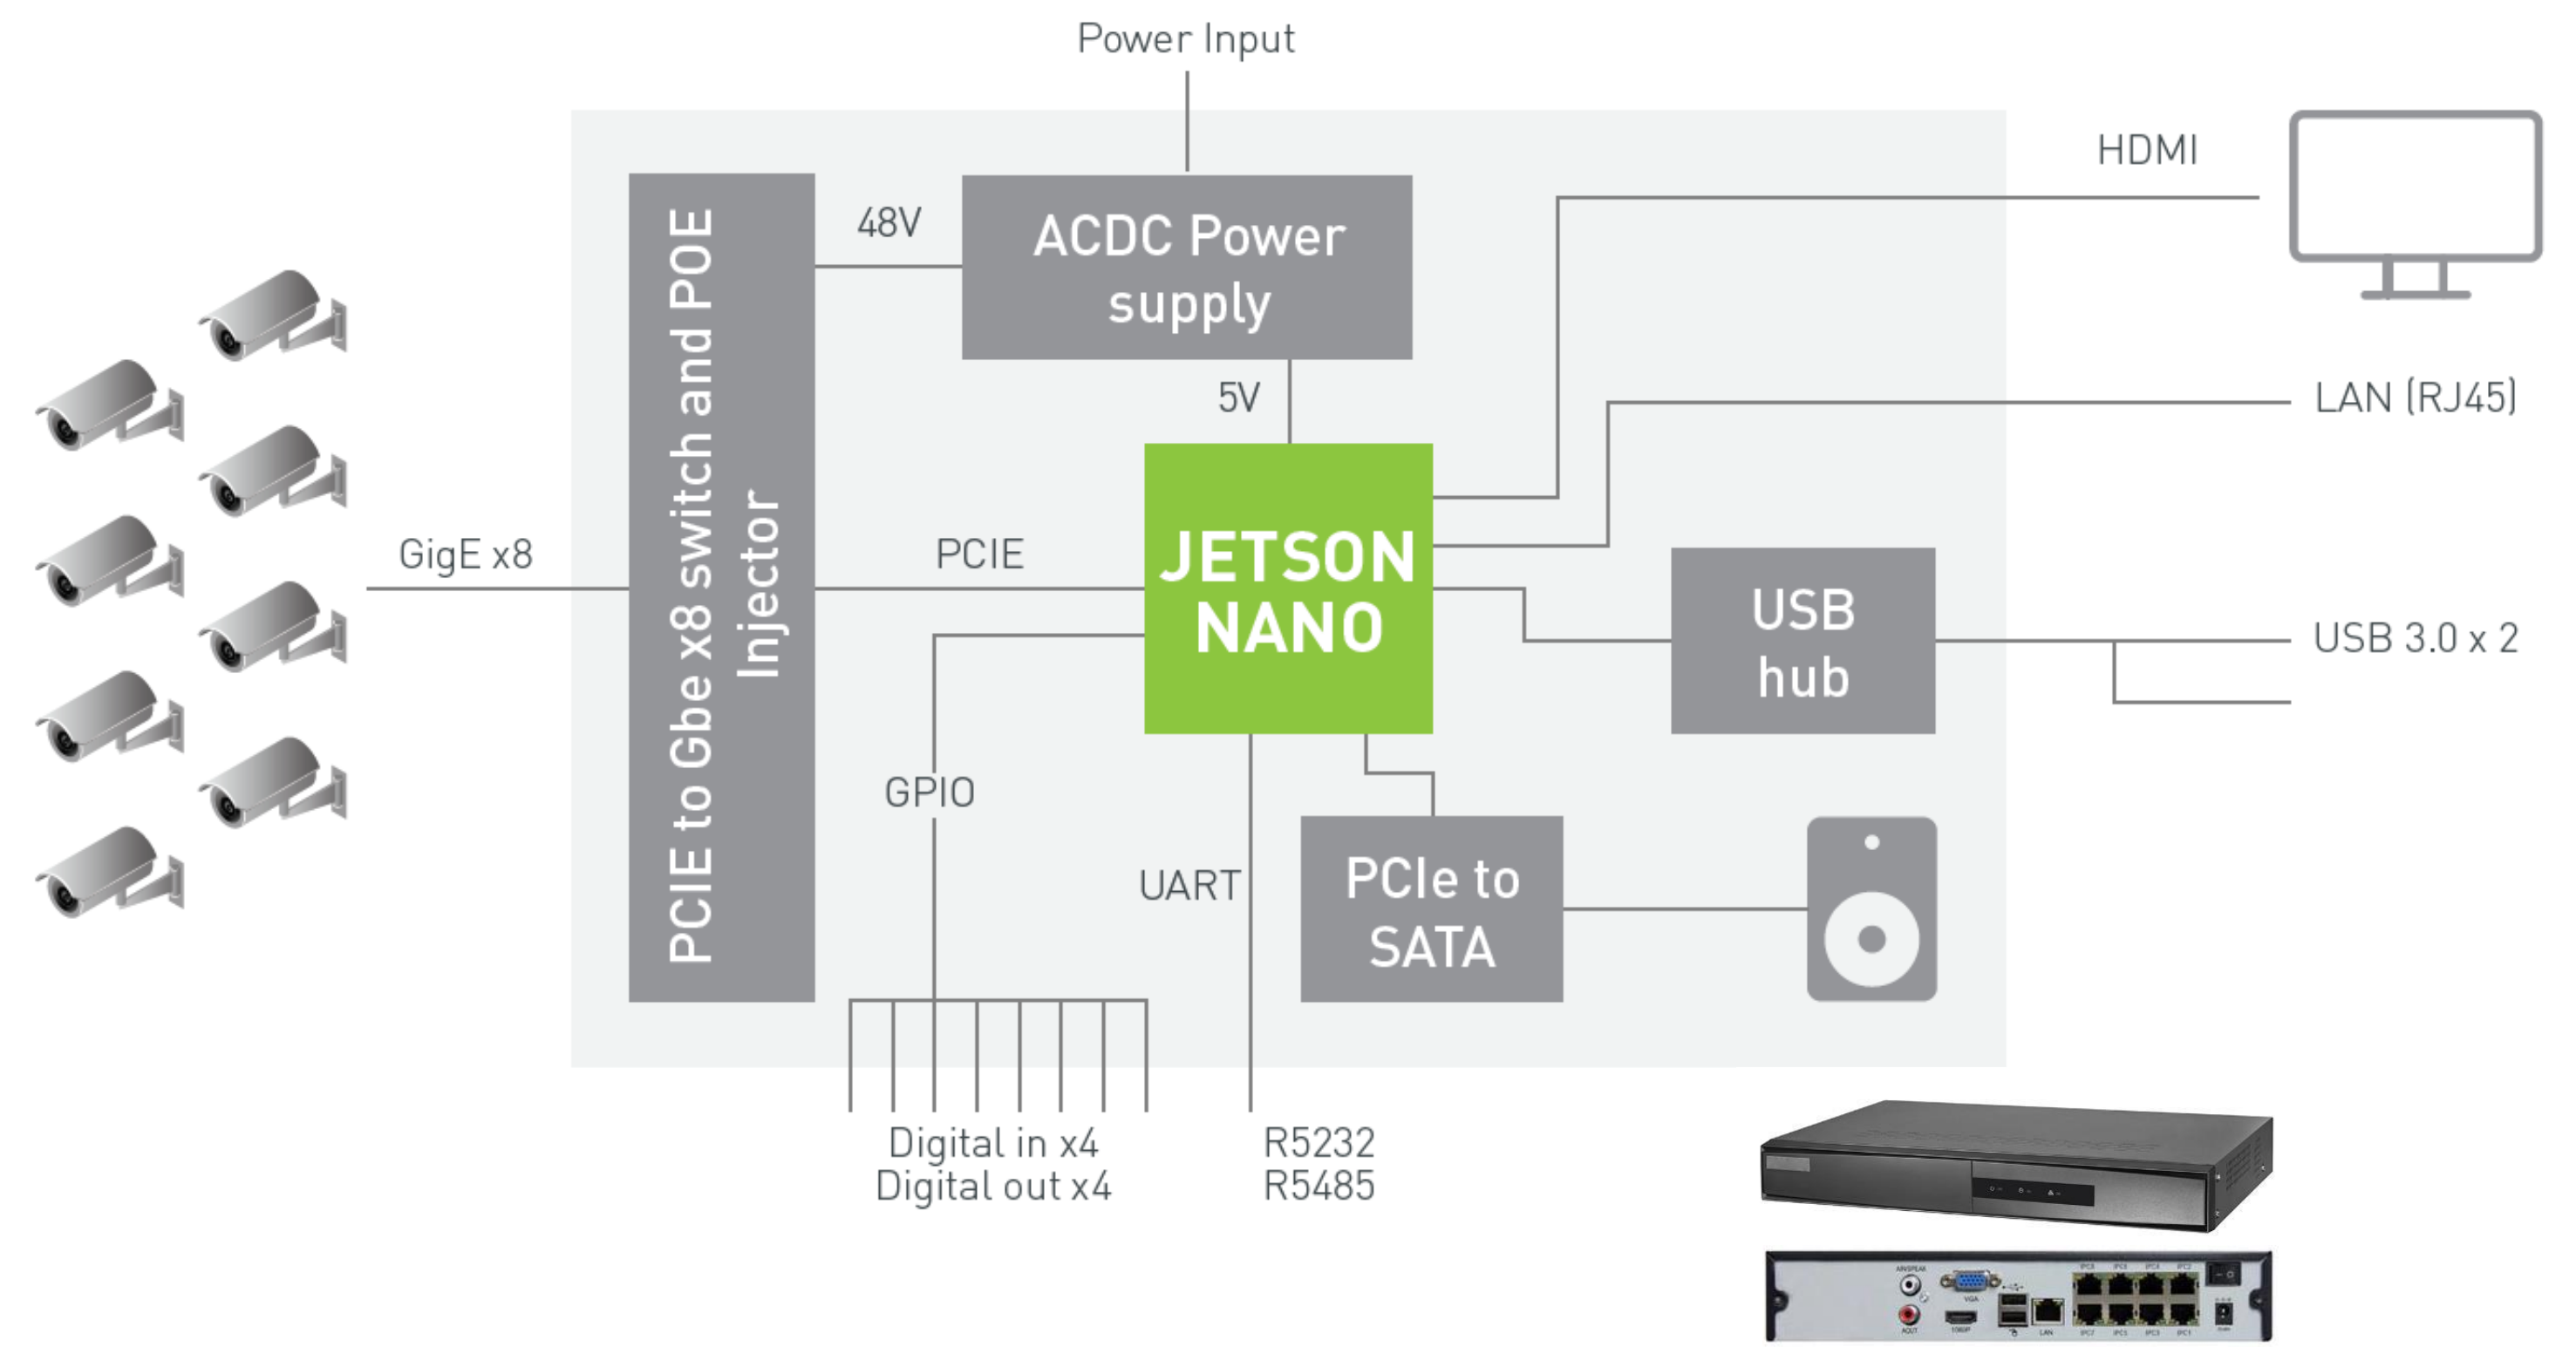 Power Input
HDMI
48V
ACDC Power
supply
PCIE to Gbe x8 switch and POE
Injector
5V
LAN (RJ45)
GigE x8
PCIE
JETSON
NANO
USB
hub
USB 3.0 x 2
GPIO
UART
PCIe to
SATA
Digital in x4
Digital out x4
R5232
R5485
VGA
LAN